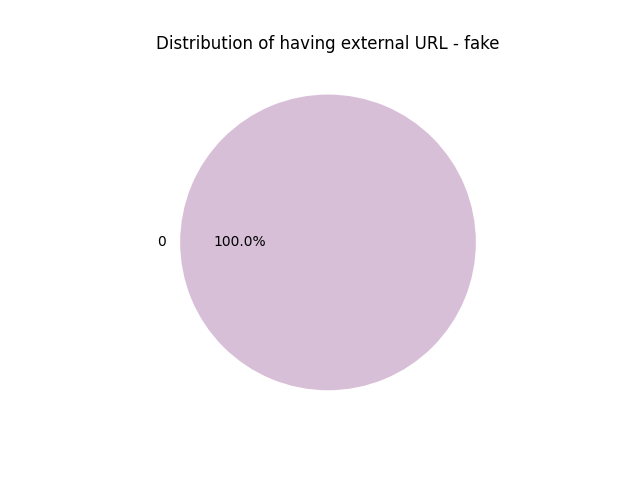 Distribution of having external URL - fake
0
100.0%